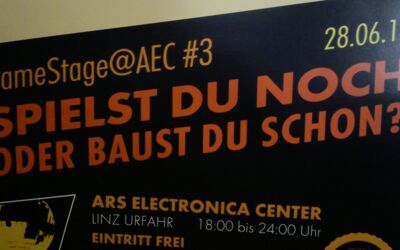 ameStage@AEC #3
28.06.1
SPIELST DU NOCH
ODER BAUST DU SCHON?
ARS ELECTRONICA CENTER
LINZ URFAHR 18:00 bis 24:00 Uhr
EINTRITT FREI